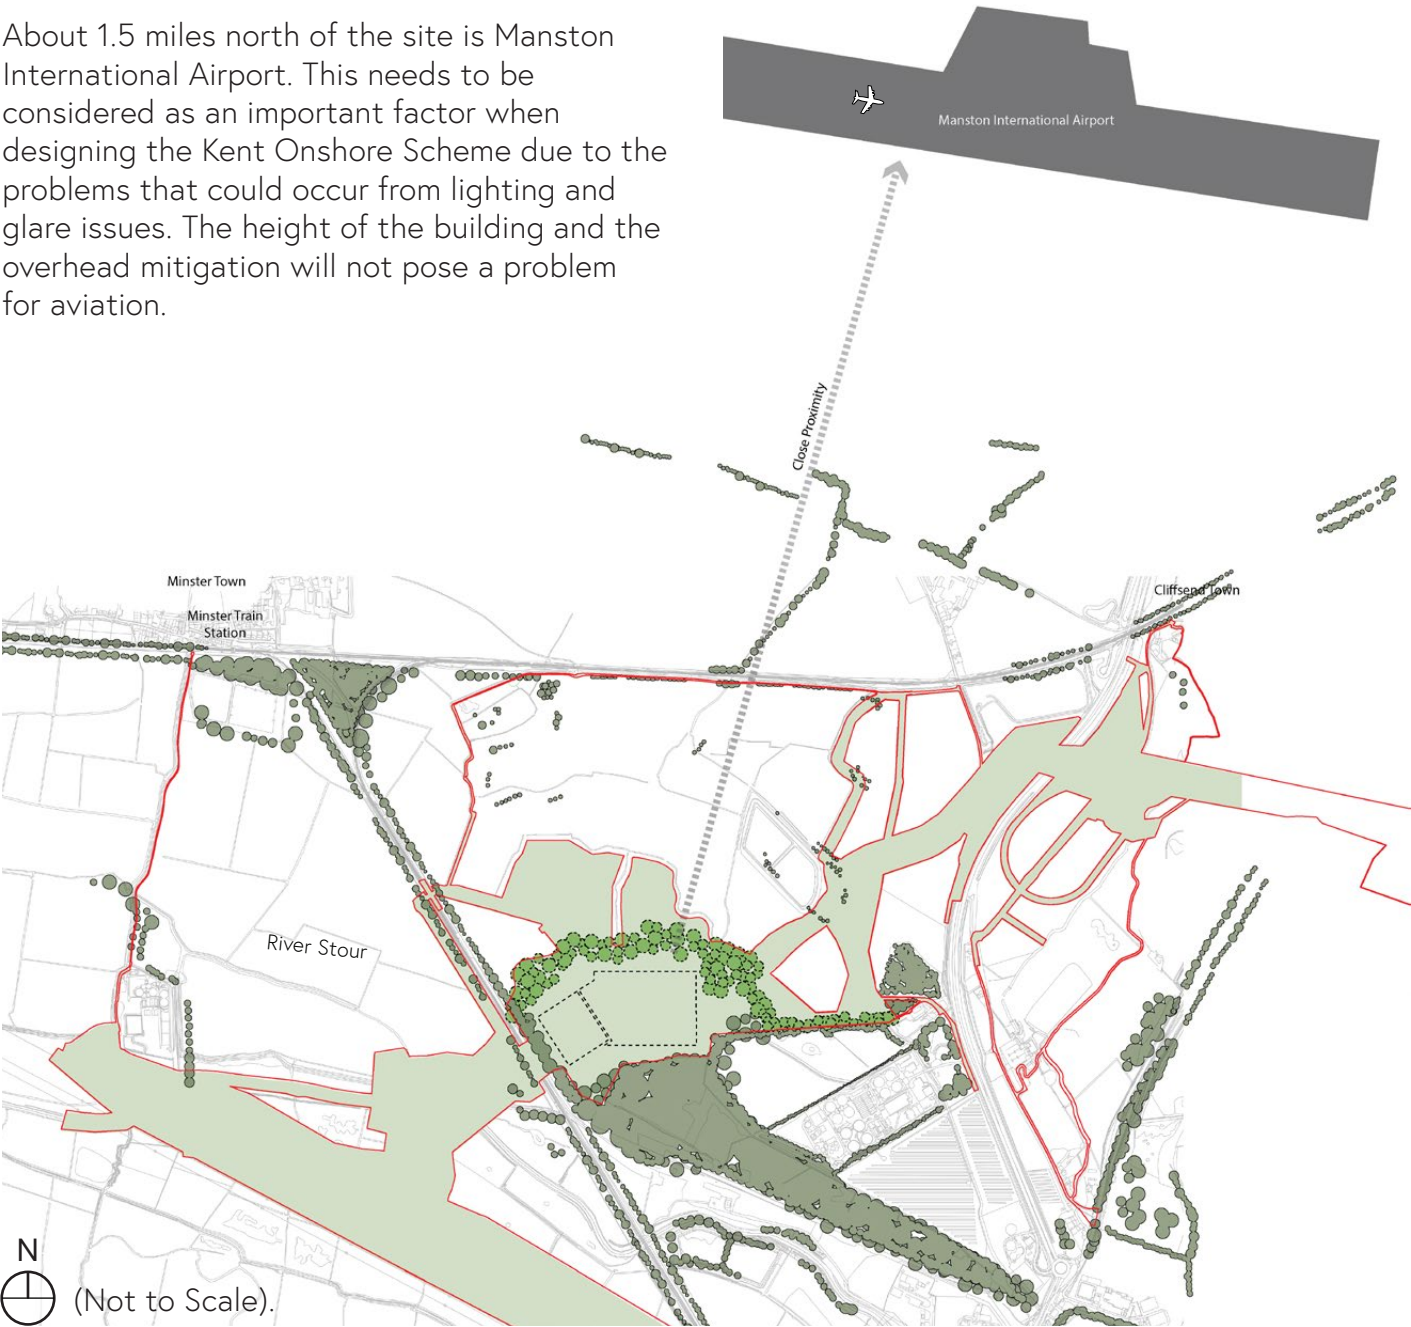 About 1.5 miles north of the site is Manston
International Airport. This needs to be
considered as an important factor when
designing the Kent Onshore Scheme due to the
problems that could occur from lighting and
glare issues. The height of the building and the
overhead mitigation will not pose a problem
for aviation.
Manston International Airport
Close Proximity
Minster Town
Minster Train
Station
Cliffsend Town
River Stour
N
(Not to Scale).